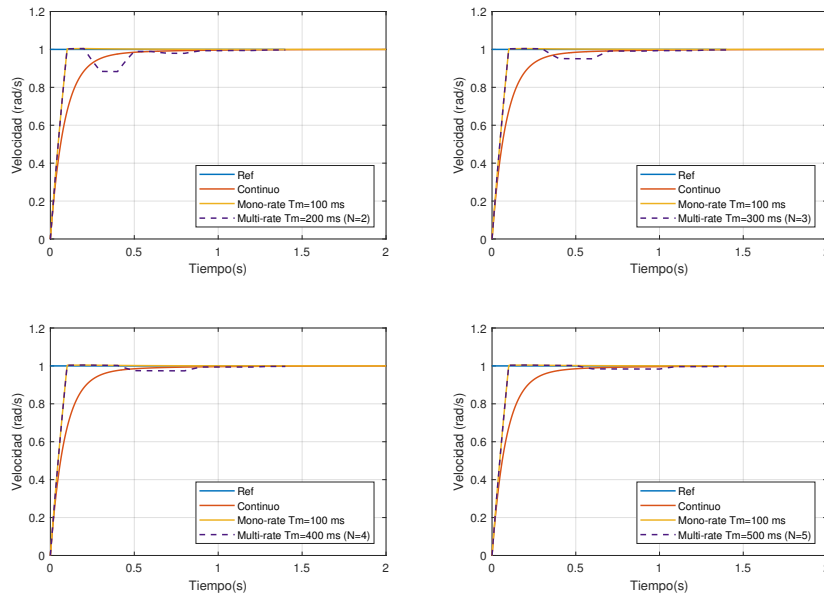 1.2
1
0.8
0.6
0.4
0.2
0
Velocidad (rad/s)
Ref
Continuo
Mono-rate Tm=100 ms
Multi-rate Tm=200 ms (N=2)
0
0.5
1
1.5
2
Tiempo(s)
1.2
1
0.8
0.6
0.4
0.2
0
Velocidad (rad/s)
Ref
Continuo
Mono-rate Tm=100 ms
Multi-rate Tm=300 ms (N=3)
0
0.5
1
1.5
2
Tiempo(s)
1.2
1
0.8
0.6
0.4
0.2
0
Velocidad (rad/s)
Ref
Continuo
Mono-rate Tm=100 ms
Multi-rate Tm=400 ms (N=4)
0
0.5
1
1.5
2
Tiempo(s)
1.2
1
0.8
0.6
0.4
0.2
0
Velocidad (rad/s)
Ref
Continuo
Mono-rate Tm=100 ms
Multi-rate Tm=500 ms (N=5)
0
0.5
1
1.5
2
Tiempo(s)